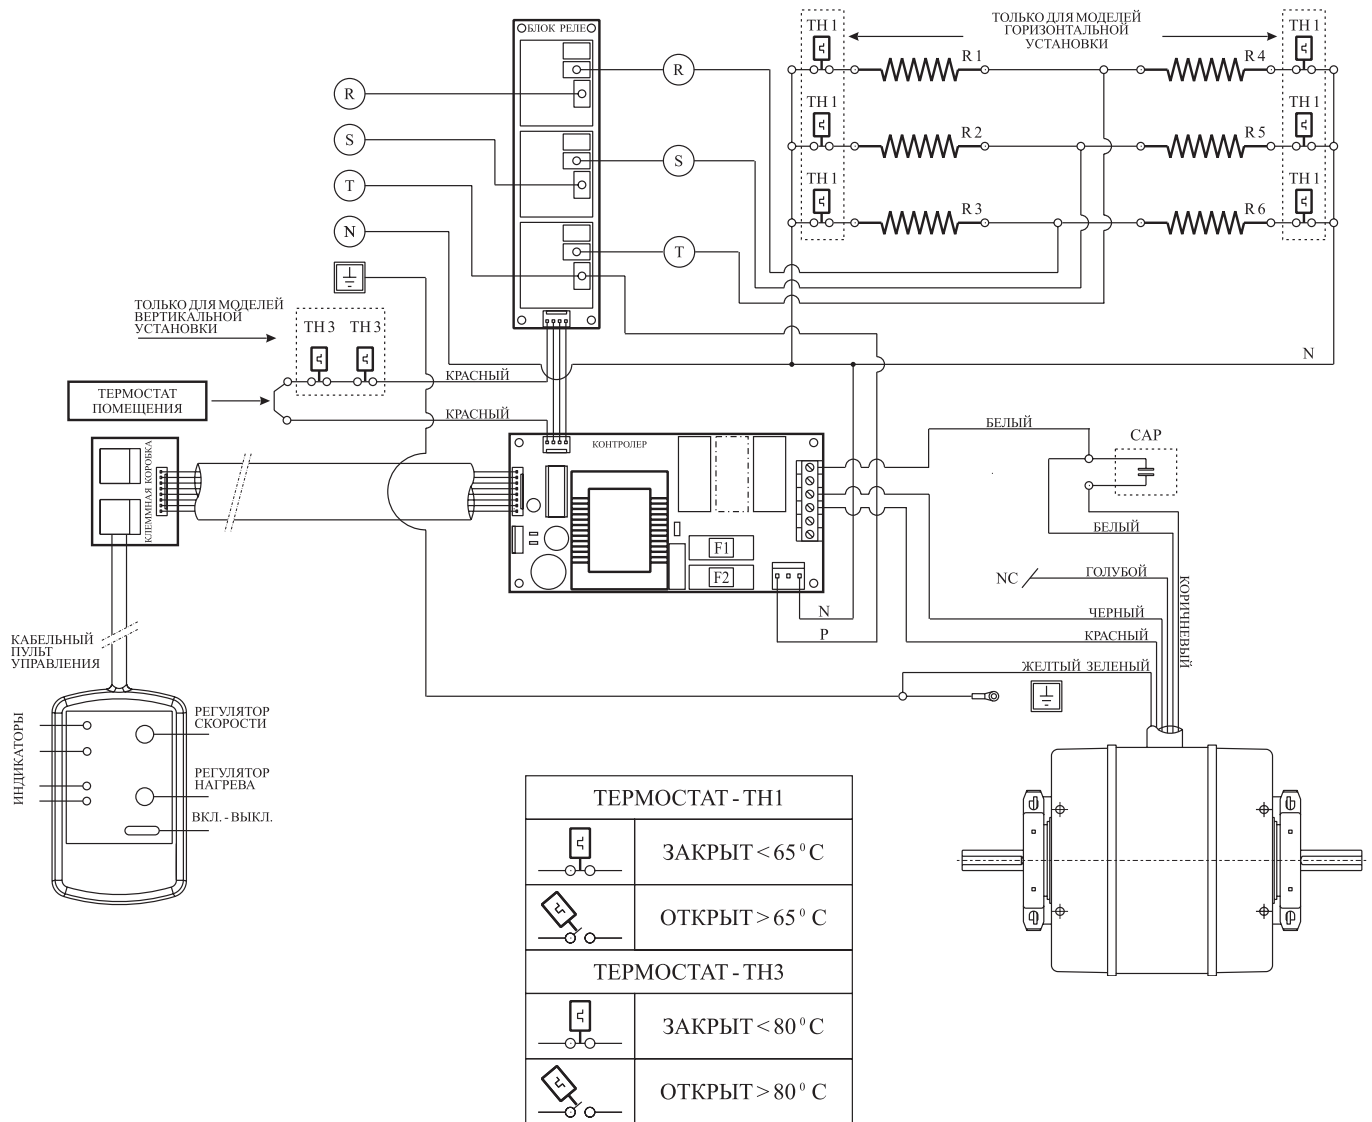 БЛОК РЕЛЕ
R
S
T
N
R
S
T
TH 1
ТОЛЬКО ДЛЯ МОДЕЛЕЙ
ГОРИЗОНТАЛЬНОЙ
УСТАНОВКИ
TH 1
R 1
R 4
TH 1
TH 1
R 2
R 5
TH 1
TH 1
R 3
R 6
N
ТОЛЬКО ДЛЯ МОДЕЛЕЙ
ВЕРТИКАЛЬНОЙ
УСТАНОВКИ
TH 3
TH 3
КРАСНЫЙ
ТЕРМОСТАТ
ПОМЕЩЕНИЯ
КРАСНЫЙ
КЛЕММНАЯ КОРОБКА
КОНТРОЛЕР
F1
F2
N
P
БЕЛЫЙ
CAP
БЕЛЫЙ
NC
ГОЛУБОЙ
ЧЕРНЫЙ
КРАСНЫЙ
КОРИЧНЕВЫЙ
ЖЕЛТЫЙ ЗЕЛЕНЫЙ
КАБЕЛЬНЫЙ
ПУЛЬТ
УПРАВЛЕНИЯ
ИНДИКАТОРЫ
РЕГУЛЯТОР
СКОРОСТИ
РЕГУЛЯТОР
НАГРЕВА
ВКЛ. - ВЫКЛ.
ТЕРМОСТАТ - TH1
ЗАКРЫТ < 65⁰ С
ОТКРЫТ > 65⁰ С
ТЕРМОСТАТ - TH3
ЗАКРЫТ < 80⁰ С
ОТКРЫТ > 80⁰ С